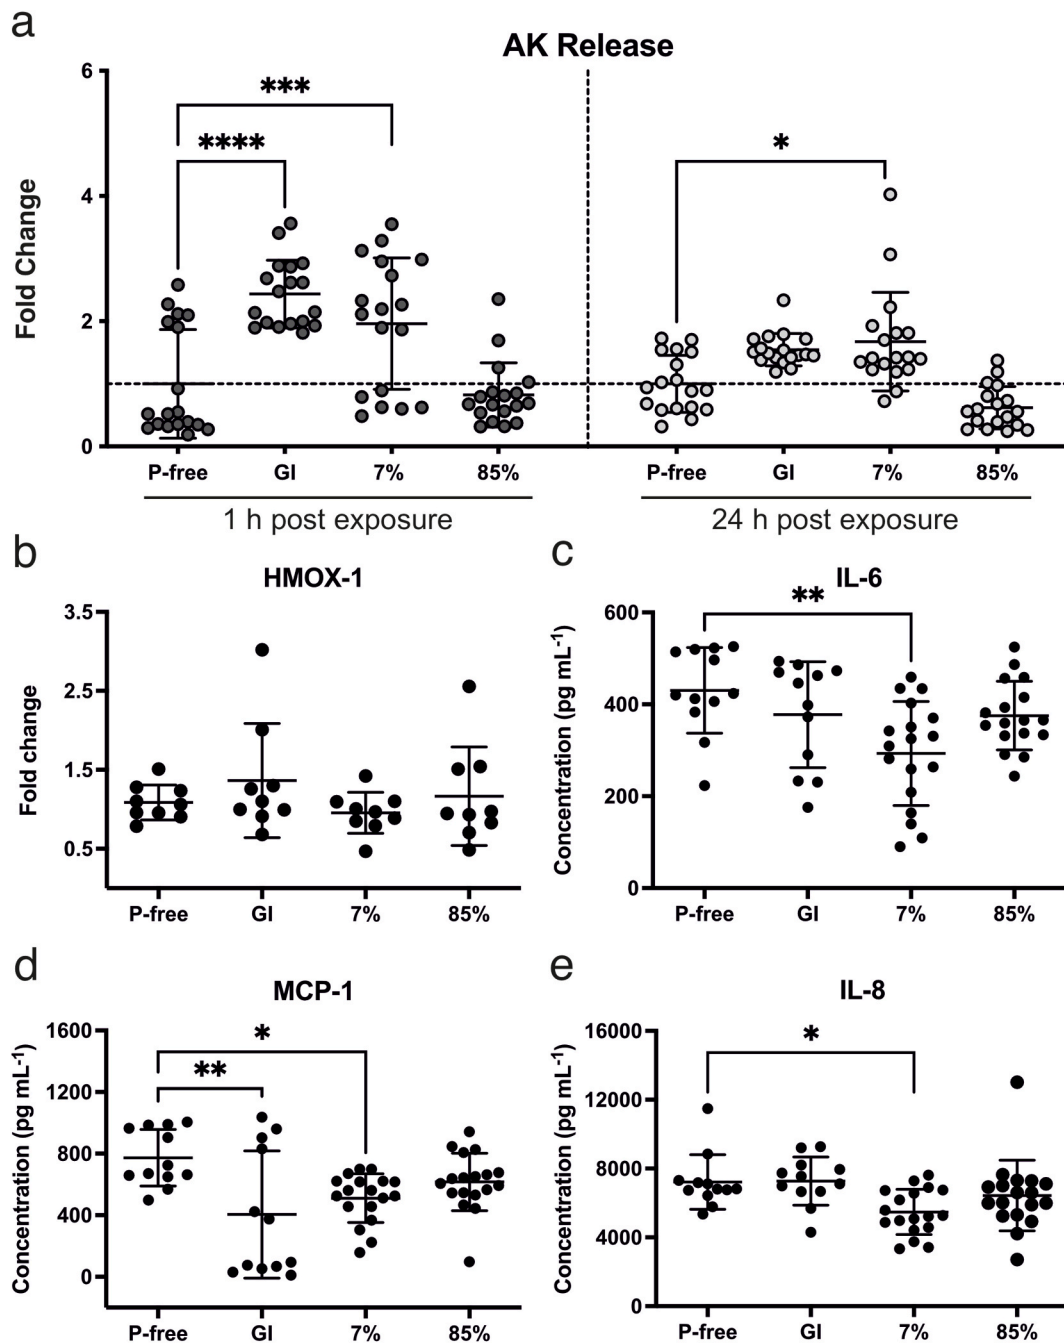 a
AK Release
Fold Change
6
4
2
0
***
****
*
P-free GI 7% 85% P-free GI 7% 85%
1 h post exposure 24 h post exposure
b
HMOX-1
Fold change
3.5
2.5
1.5
0.5
P-free GI 7% 85%
c
IL-6
**
Concentration (pg mL⁻¹)
600
400
200
0
P-free GI 7% 85%
d
MCP-1
*
**
Concentration (pg mL⁻¹)
1600
1200
800
400
0
P-free GI 7% 85%
e
IL-8
*
Concentration (pg mL⁻¹)
16000
12000
8000
4000
0
P-free GI 7% 85%